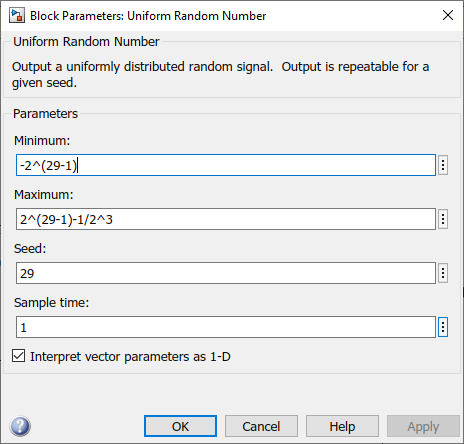 Block Parameters: Uniform Random Number
Uniform Random Number
Output a uniformly distributed random signal.  Output is repeatable for a
given seed.
Parameters
Minimum:
-2^(29-1)
Maximum:
2^(29-1)-1/2^3
Seed:
29
Sample time:
1
Interpret vector parameters as 1-D
OK
Cancel
Help
Apply